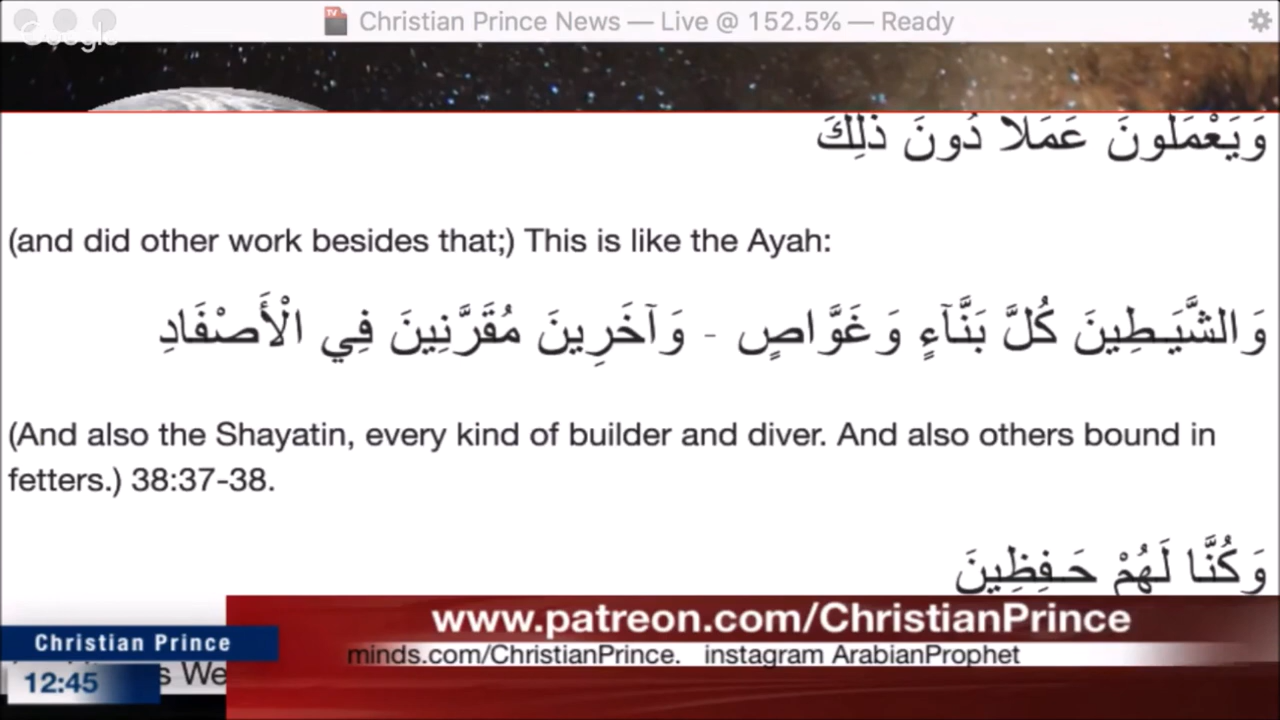 Christian Prince News — Live @ 152.5% — Ready
Google
وَيَعْمَلُونَ عَمَلاً دُونَ ذَلِكَ
(and did other work besides that;) This is like the Ayah:
وَالشَّيَـطِينَ كُلَّ بَنَّآءٍ وَغَوَّاصٍ - وَآخَرِينَ مُقَرَّنِينَ فِي الْأَصْفَادِ
(And also the Shayatin, every kind of builder and diver. And also others bound in
fetters.) 38:37-38.
وَكُنَّا لَهُمْ حَـفِظِينَ
www.patreon.com/ChristianPrince
Christian Prince
minds.com/ChristianPrince. instagram ArabianProphet
12:45
We